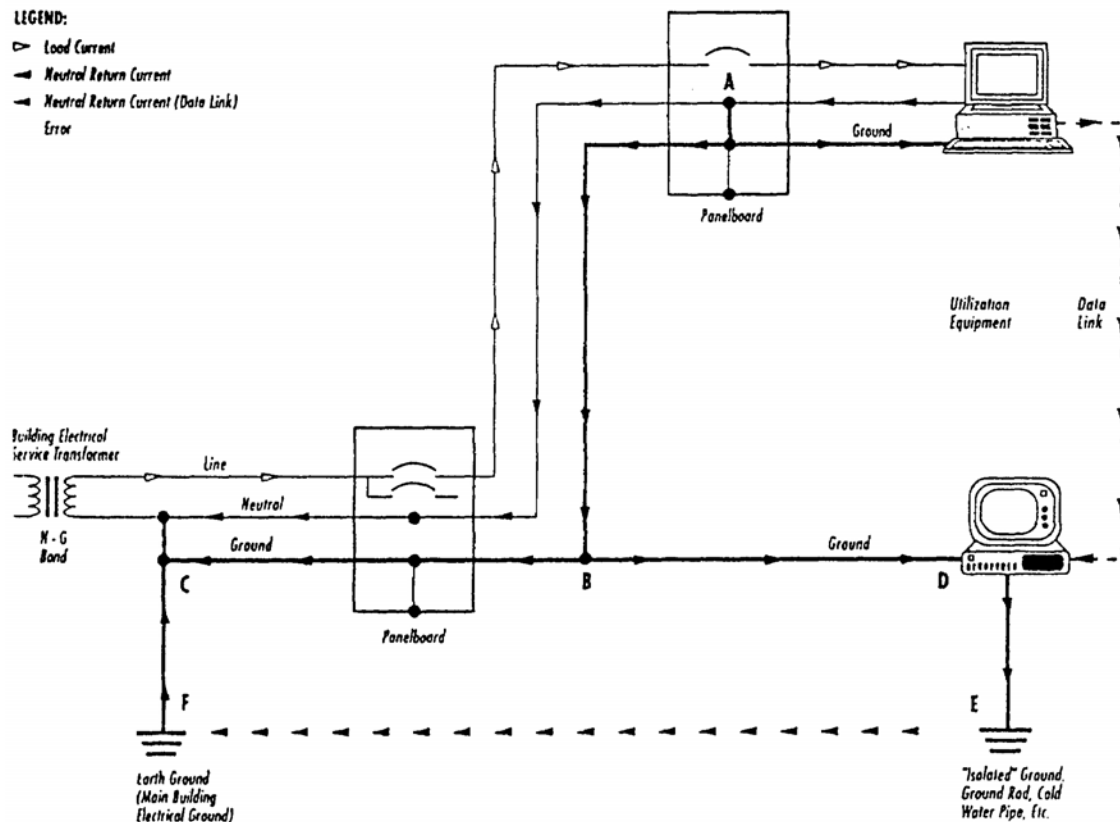 LEGEND:
Load Current
Neutral Return Current
Neutral Return Current (Data Link)
Error
A
Ground
Panelboard
Utilization
Equipment
Data
Link
Building Electrical
Service Transformer
Line
Neutral
N - G
Bond
Ground
Ground
C
B
D
Panelboard
F
E
Earth Ground
(Main Building
Electrical Ground)
"Isolated" Ground,
Ground Rod, Cold
Water Pipe, Etc.